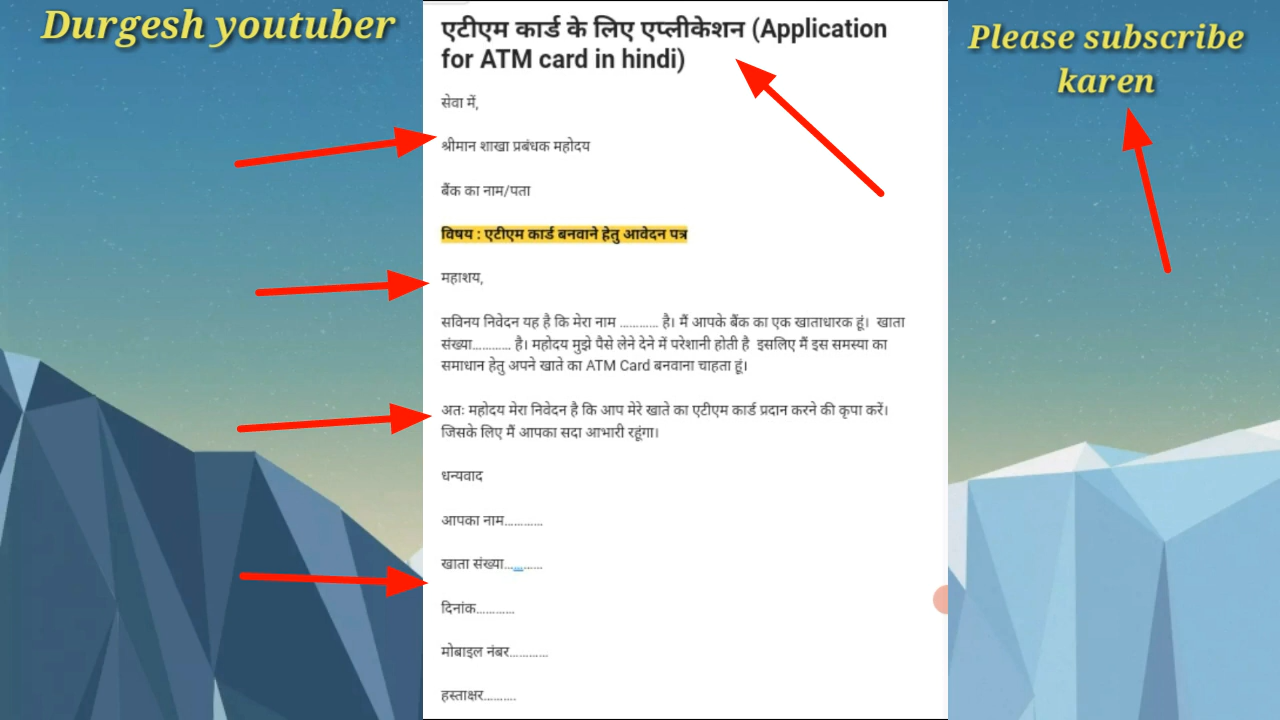 Durgesh youtuber
एटीएम कार्ड के लिए एप्लीकेशन (Application
for ATM card in hindi)
सेवा में,
श्रीमान शाखा प्रबंधक महोदय
बैंक का नाम/पता
विषय : एटीएम कार्ड बनवाने हेतु आवेदन पत्र
महाशय,
सविनय निवेदन यह है कि मेरा नाम ………… है। मैं आपके बैंक का एक खाताधारक हूं।  खाता
संख्या………… है। महोदय मुझे पैसे लेने देने में परेशानी होती है  इसलिए मैं इस समस्या का
समाधान हेतु अपने खाते का ATM Card बनवाना चाहता हूं।
अतः महोदय मेरा निवेदन है कि आप मेरे खाते का एटीएम कार्ड प्रदान करने की कृपा करें।
जिसके लिए मैं आपका सदा आभारी रहूंगा।
धन्यवाद
आपका नाम…………
खाता संख्या…………
दिनांक…………
मोबाइल नंबर…………
हस्ताक्षर……….
Please subscribe
karen